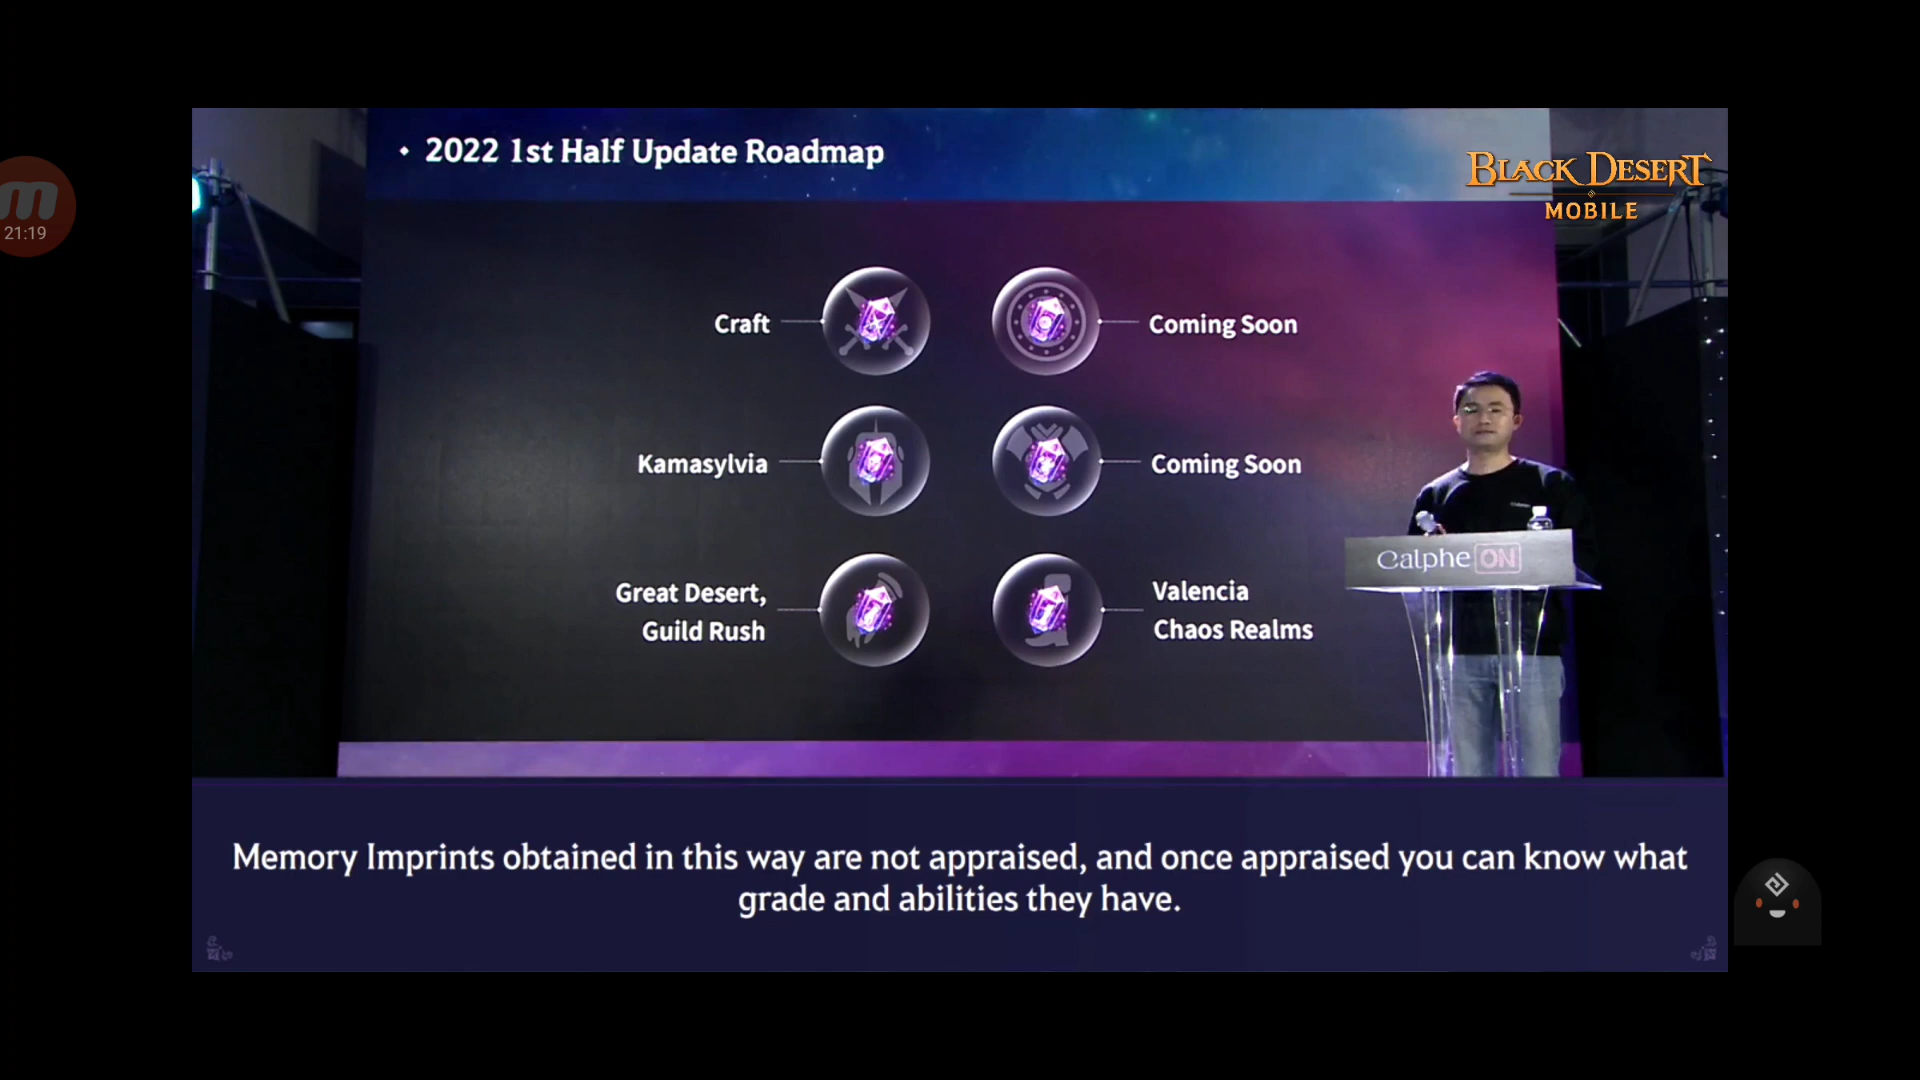 2022 1st Half Update Roadmap
BLACK DESERT
MOBILE
21:19
Craft
Coming Soon
Kamasylvia
Coming Soon
Great Desert,
Guild Rush
Valencia
Chaos Realms
Calphe ON
Memory Imprints obtained in this way are not appraised, and once appraised you can know what
grade and abilities they have.